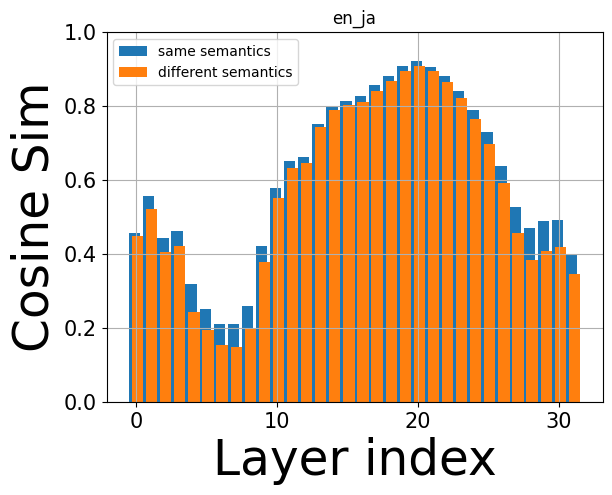 en_ja
same semantics
different semantics
1.0
0.8
0.6
0.4
0.2
0.0
Cosine Sim
0 10 20 30
Layer index